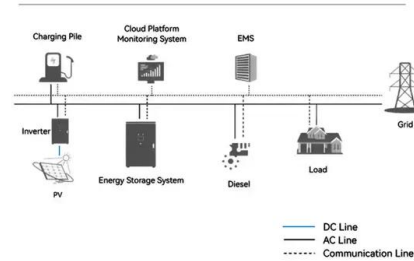 Charging Pile
Cloud Platform
Monitoring System
EMS
Grid
Inverter
PV
Energy Storage System
Diesel
Load
DC Line
AC Line
Communication Line